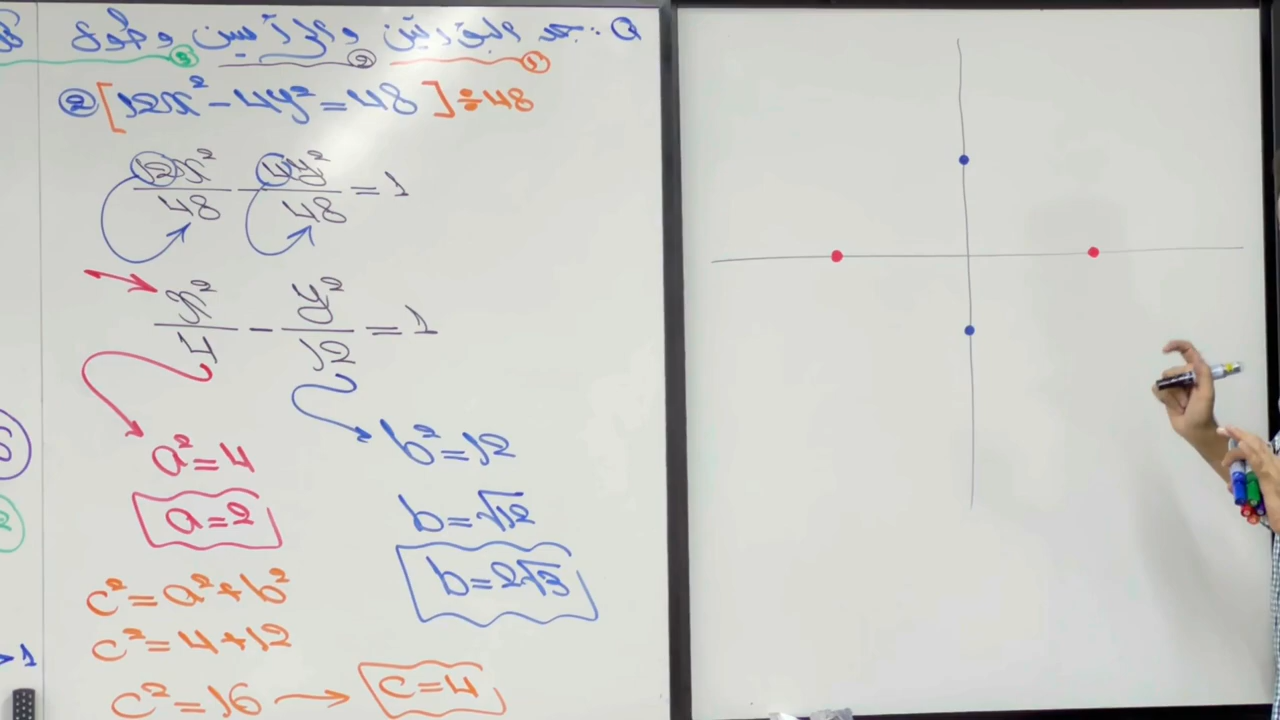 Q: جد البؤرتين والرأسين وطول
② [12x² - 4y² = 48] ÷ 48
12x²/48 - 4y²/48 = 1
x²/4 - y²/12 = 1
a² = 4
b² = 12
a = 2
b = √12
b = 2√3
c² = a² + b²
c² = 4 + 12
c² = 16 → c = 4